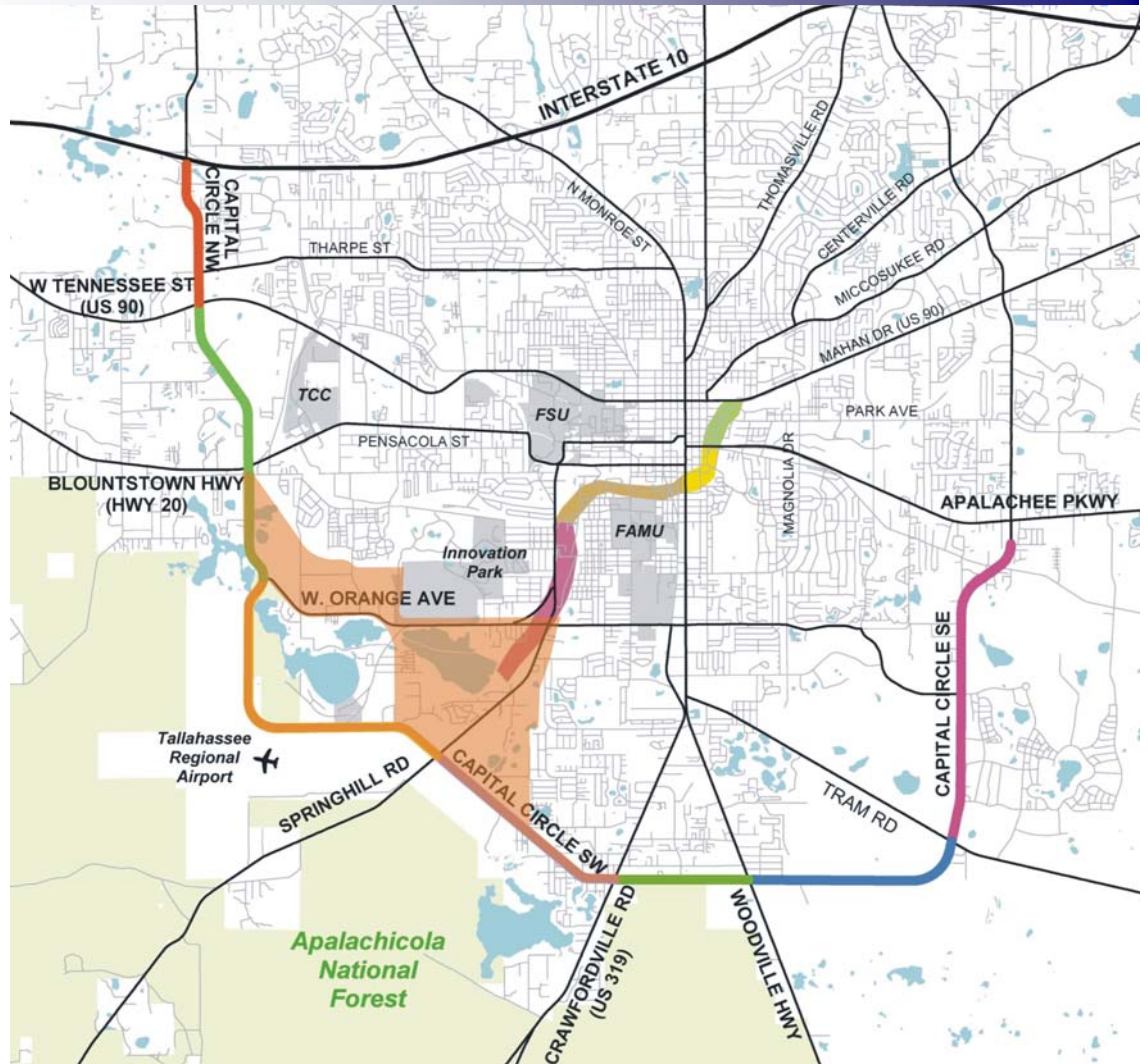 INTERSTATE 10
CAPITAL
CIRCLE NW
THOMASVILLE RD
N MONROE ST
CENTERVILLE RD
THARPE ST
MICCOSUKEE RD
W TENNESSEE ST
(US 90)
MAHAN DR (US 90)
TCC
FSU
PARK AVE
PENSACOLA ST
MAGNOLIA DR
BLOUNTSTOWN HWY
(HWY 20)
APALACHEE PKWY
FAMU
Innovation
Park
W. ORANGE AVE
CAPITAL CIRCLE SE
Tallahassee
Regional
Airport
SPRINGHILL RD
CAPITAL CIRCLE SW
TRAM RD
Apalachicola
National
Forest
CRAWFORDVILLE RD
(US 319)
WOODVILLE HWY